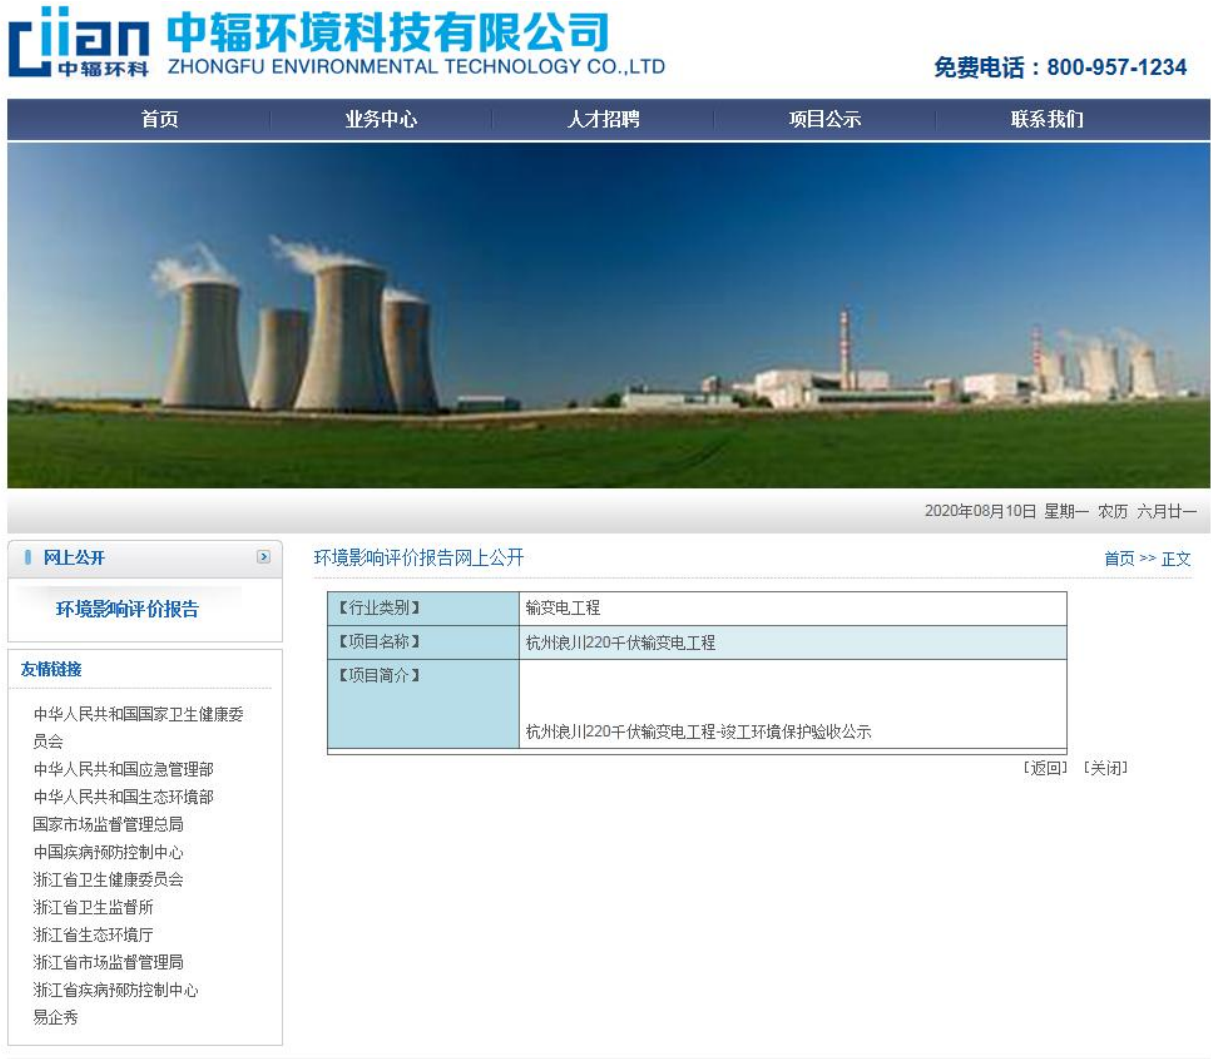 中辐环境科技有限公司
中辐环科 ZHONGFU ENVIRONMENTAL TECHNOLOGY CO.,LTD
免费电话：800-957-1234
首页 业务中心 人才招聘 项目公示 联系我们
2020年08月10日 星期一 农历 六月廿一
网上公开
环境影响评价报告
友情链接
中华人民共和国国家卫生健康委
员会
中华人民共和国应急管理部
中华人民共和国生态环境部
国家市场监督管理总局
中国疾病预防控制中心
浙江省卫生健康委员会
浙江省卫生监督所
浙江省生态环境厅
浙江省市场监督管理局
浙江省疾病预防控制中心
易企秀
环境影响评价报告网上公开 首页 >> 正文
【行业类别】 输变电工程
【项目名称】 杭州浪川220千伏输变电工程
【项目简介】
杭州浪川220千伏输变电工程-竣工环境保护验收公示
[返回] [关闭]